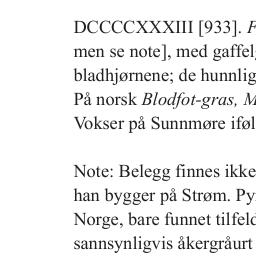 DCCCCXXXIII [933]. F
men se note], med gaffel
bladhjørnene; de hunnlig
På norsk Blodfot-gras, M
Vokser på Sunnmøre iføl
Note: Belegg finnes ikke
han bygger på Strøm. Py
Norge, bare funnet tilfeld
sannsynligvis åkergråurt